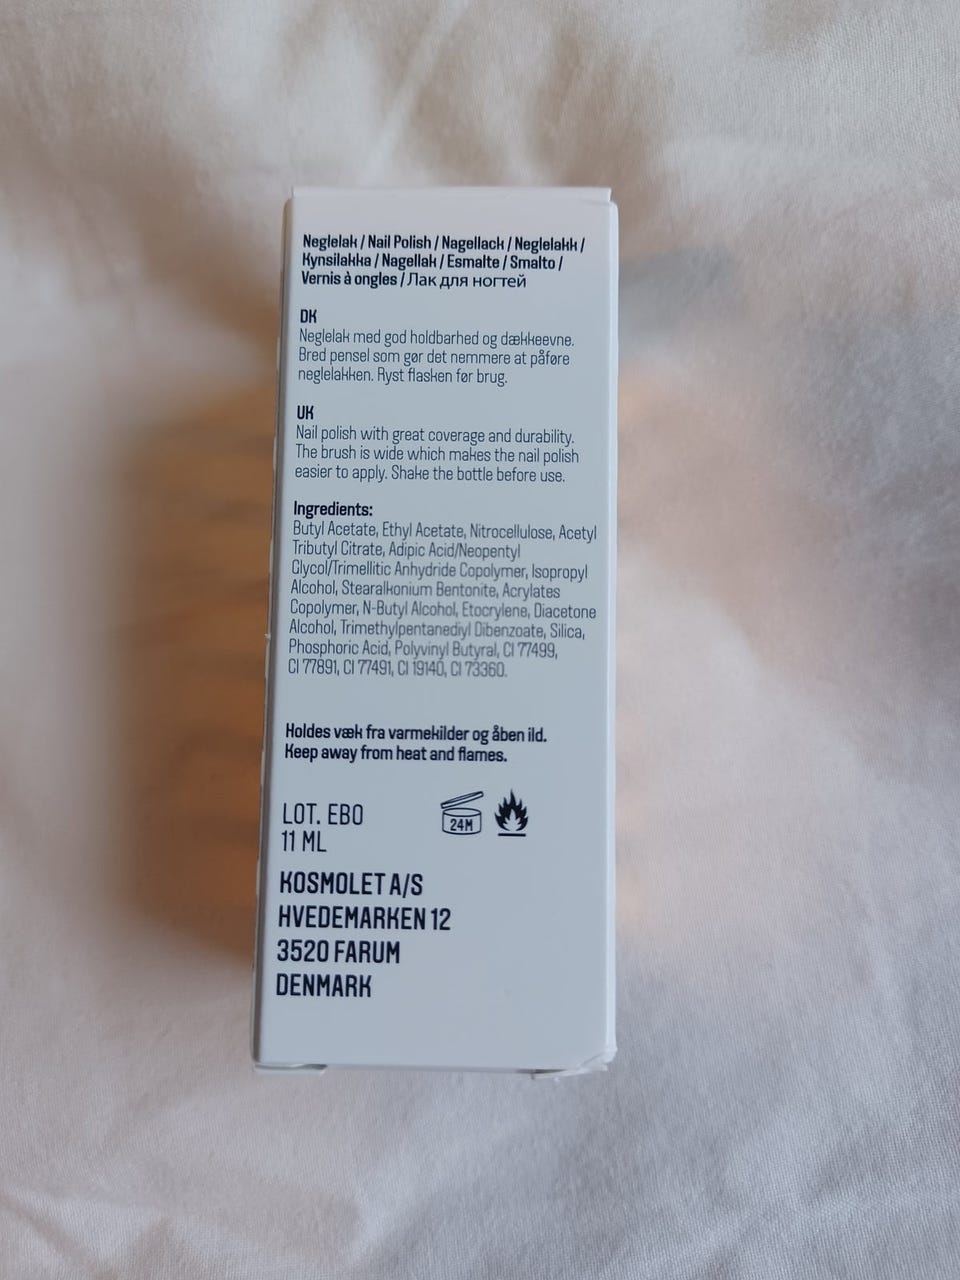 Neglelak / Nail Polish / Nagellack / Neglelakk /
Kynsilakka / Nagellak / Esmalte / Smalto /
Vernis à ongles / Лак для ногтей
DK
Neglelak med god holdbarhed og dækkeevne.
Bred pensel som gør det nemmere at påføre
neglelakken. Ryst flasken før brug.
UK
Nail polish with great coverage and durability.
The brush is wide which makes the nail polish
easier to apply. Shake the bottle before use.
Ingredients:
Butyl Acetate, Ethyl Acetate, Nitrocellulose, Acetyl
Tributyl Citrate, Adipic Acid/Neopentyl
Glycol/Trimellitic Anhydride Copolymer, Isopropyl
Alcohol, Stearalkonium Bentonite, Acrylates
Copolymer, N-Butyl Alcohol, Etocrylene, Diacetone
Alcohol, Trimethylpentanediyl Dibenzoate, Silica,
Phosphoric Acid, Polyvinyl Butyral, CI 77499,
CI 77891, CI 77491, CI 19140, CI 73360.
Holdes væk fra varmekilder og åben ild.
Keep away from heat and flames.
LOT. EBO
11 ML
24M
KOSMOLET A/S
HVEDEMARKEN 12
3520 FARUM
DENMARK